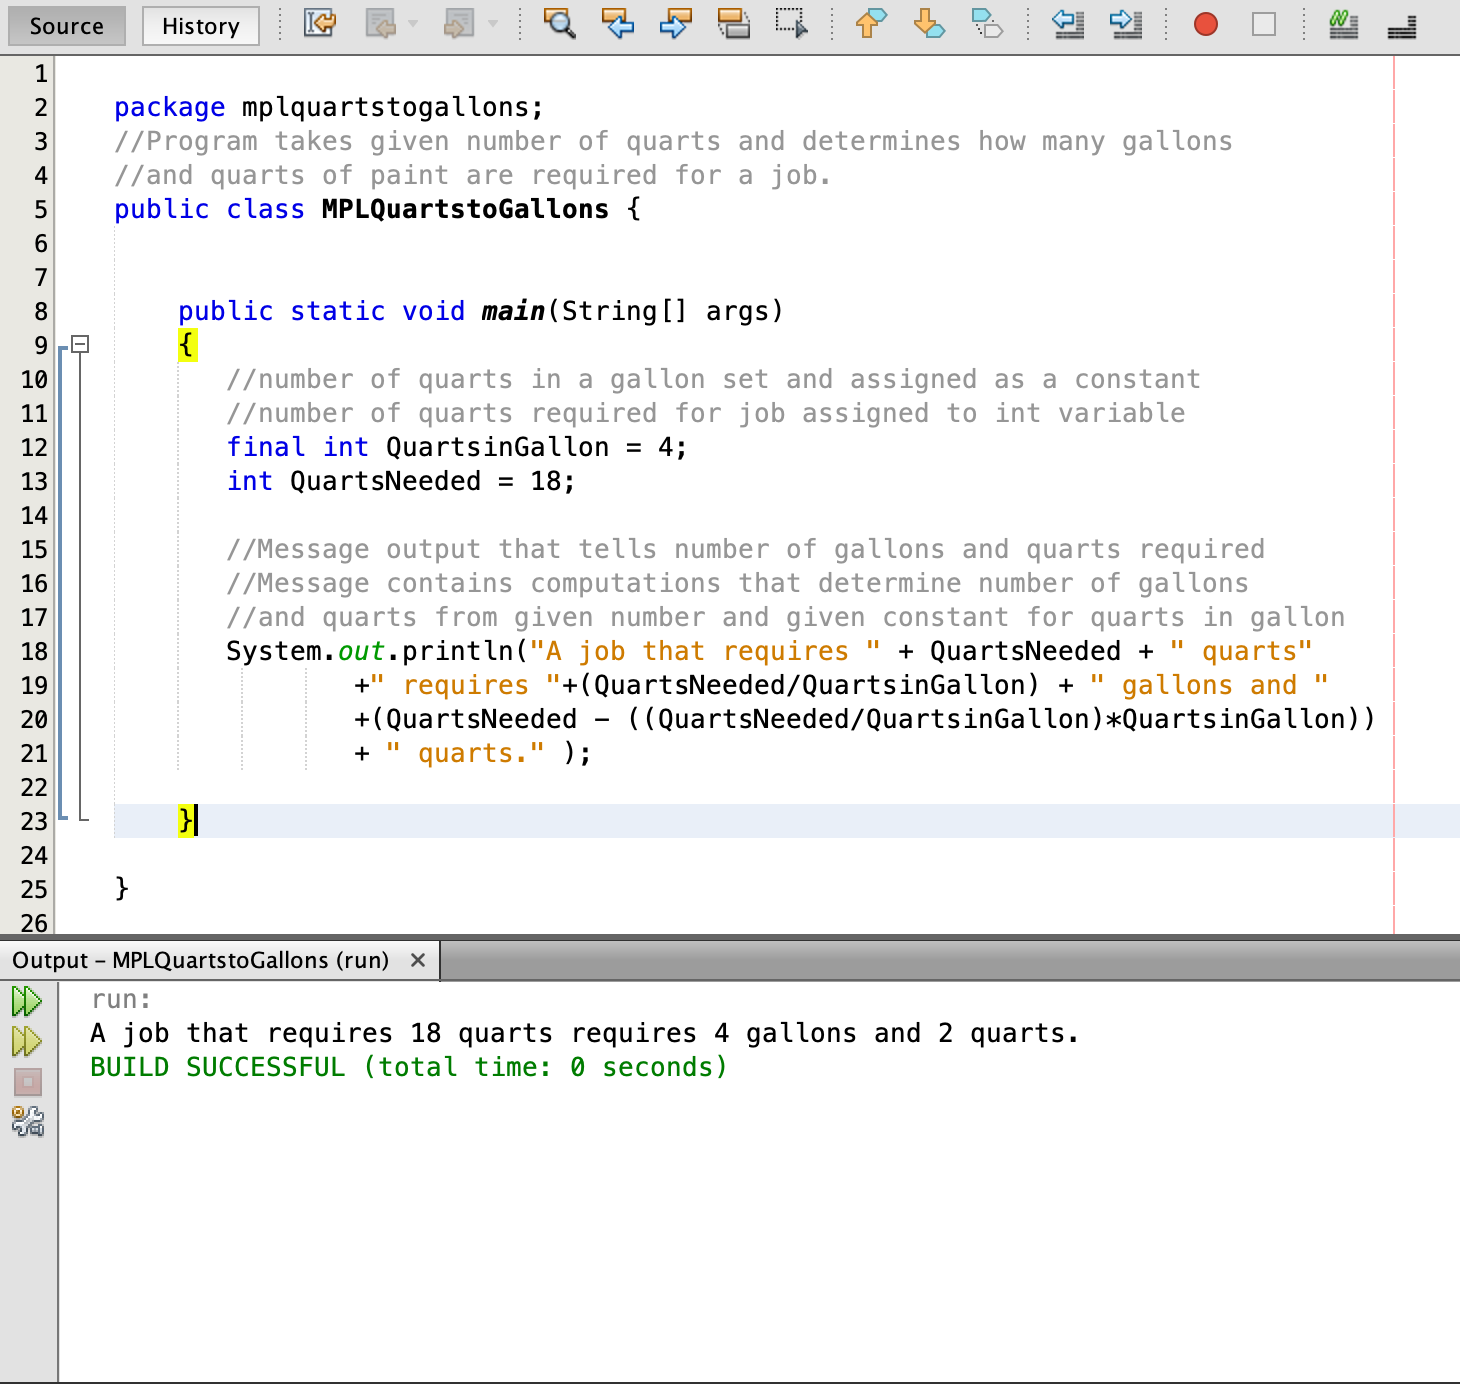 Source History
1
2 package mplquartstogallons;
3 //Program takes given number of quarts and determines how many gallons
4 //and quarts of paint are required for a job.
5 public class MPLQuartstoGallons {
6
7
8 public static void main(String[] args)
9 {
10 //number of quarts in a gallon set and assigned as a constant
11 //number of quarts required for job assigned to int variable
12 final int QuartsinGallon = 4;
13 int QuartsNeeded = 18;
14
15 //Message output that tells number of gallons and quarts required
16 //Message contains computations that determine number of gallons
17 //and quarts from given number and given constant for quarts in gallon
18 System.out.println("A job that requires " + QuartsNeeded + " quarts"
19 +" requires "+(QuartsNeeded/QuartsinGallon) + " gallons and "
20 +(QuartsNeeded - ((QuartsNeeded/QuartsinGallon)*QuartsinGallon))
21 + " quarts." );
22
23 }
24
25 }
26
Output – MPLQuartstoGallons (run) ×
run:
A job that requires 18 quarts requires 4 gallons and 2 quarts.
BUILD SUCCESSFUL (total time: 0 seconds)